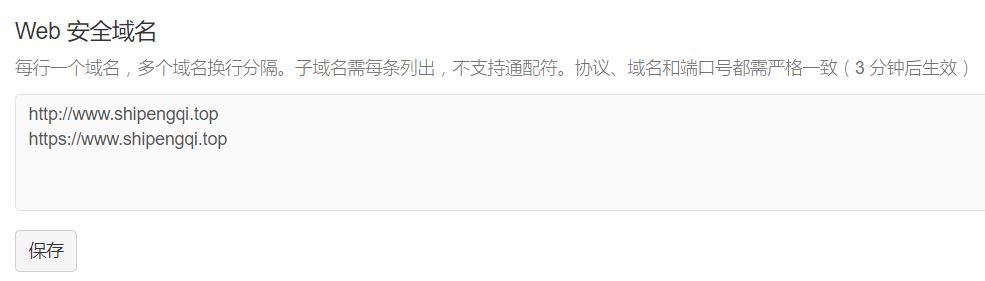 Web 安全域名
每行一个域名，多个域名换行分隔。子域名需每条列出，不支持通配符。协议、域名和端口号都需严格一致（3 分钟后生效）
http://www.shipengqi.top
https://www.shipengqi.top
保存